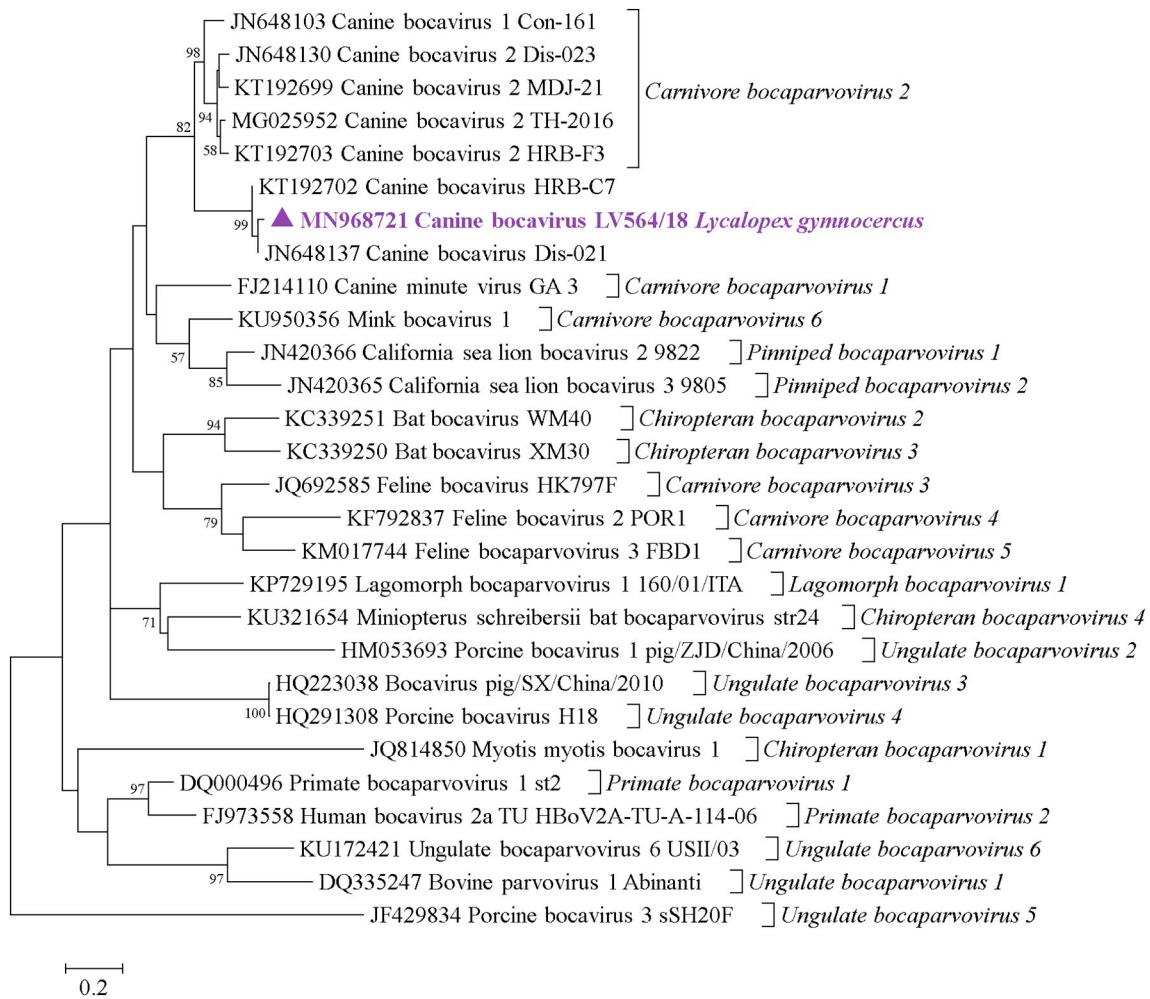 JN648103 Canine bocavirus 1 Con-161
98
JN648130 Canine bocavirus 2 Dis-023
KT192699 Canine bocavirus 2 MDJ-21
Carnivore bocaparvovirus 2
94
MG025952 Canine bocavirus 2 TH-2016
82
58
KT192703 Canine bocavirus 2 HRB-F3
KT192702 Canine bocavirus HRB-C7
99
MN968721 Canine bocavirus LV564/18 Lycalopex gymnocercus
JN648137 Canine bocavirus Dis-021
FJ214110 Canine minute virus GA 3 Carnivore bocaparvovirus 1
KU950356 Mink bocavirus 1 Carnivore bocaparvovirus 6
57
JN420366 California sea lion bocavirus 2 9822 Pinniped bocaparvovirus 1
85
JN420365 California sea lion bocavirus 3 9805 Pinniped bocaparvovirus 2
94
KC339251 Bat bocavirus WM40 Chiropteran bocaparvovirus 2
KC339250 Bat bocavirus XM30 Chiropteran bocaparvovirus 3
JQ692585 Feline bocavirus HK797F Carnivore bocaparvovirus 3
79
KF792837 Feline bocavirus 2 POR1 Carnivore bocaparvovirus 4
KM017744 Feline bocaparvovirus 3 FBD1 Carnivore bocaparvovirus 5
KP729195 Lagomorph bocaparvovirus 1 160/01/ITA Lagomorph bocaparvovirus 1
71
KU321654 Miniopterus schreibersii bat bocaparvovirus str24 Chiropteran bocaparvovirus 4
HM053693 Porcine bocavirus 1 pig/ZJD/China/2006 Ungulate bocaparvovirus 2
HQ223038 Bocavirus pig/SX/China/2010 Ungulate bocaparvovirus 3
100
HQ291308 Porcine bocavirus H18 Ungulate bocaparvovirus 4
JQ814850 Myotis myotis bocavirus 1 Chiropteran bocaparvovirus 1
97
DQ000496 Primate bocaparvovirus 1 st2 Primate bocaparvovirus 1
FJ973558 Human bocavirus 2a TU HBoV2A-TU-A-114-06 Primate bocaparvovirus 2
KU172421 Ungulate bocaparvovirus 6 USII/03 Ungulate bocaparvovirus 6
97
DQ335247 Bovine parvovirus 1 Abinanti Ungulate bocaparvovirus 1
JF429834 Porcine bocavirus 3 sSH20F Ungulate bocaparvovirus 5
0.2